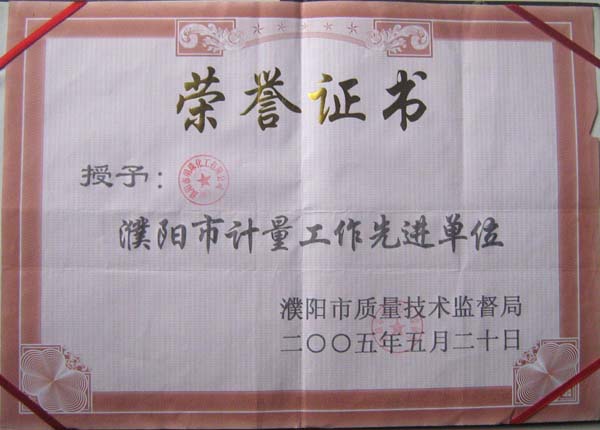 荣誉证书
授予：
濮阳市计量工作先进单位
濮阳市质量技术监督局
二〇〇五年五月二十日